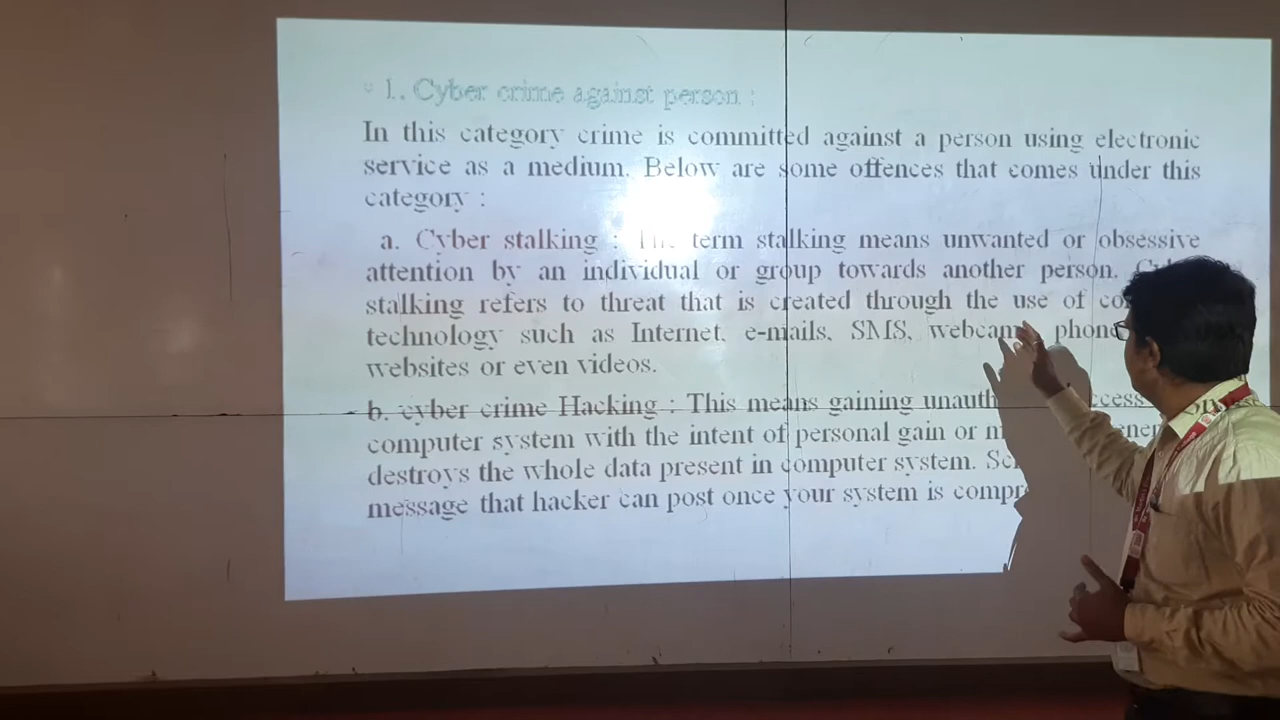 1. Cyber crime against person :
In this category crime is committed against a person using electronic
service as a medium. Below are some offences that comes under this
category :
a. Cyber stalking : The term stalking means unwanted or obsessive
attention by an individual or group towards another person.
stalking refers to threat that is created through the use of
technology such as Internet, e-mails, SMS, webcam, phone
websites or even videos.
b. cyber crime Hacking : This means gaining
computer system with the intent of personal gain or
destroys the whole data present in computer system.
message that hacker can post once your system is